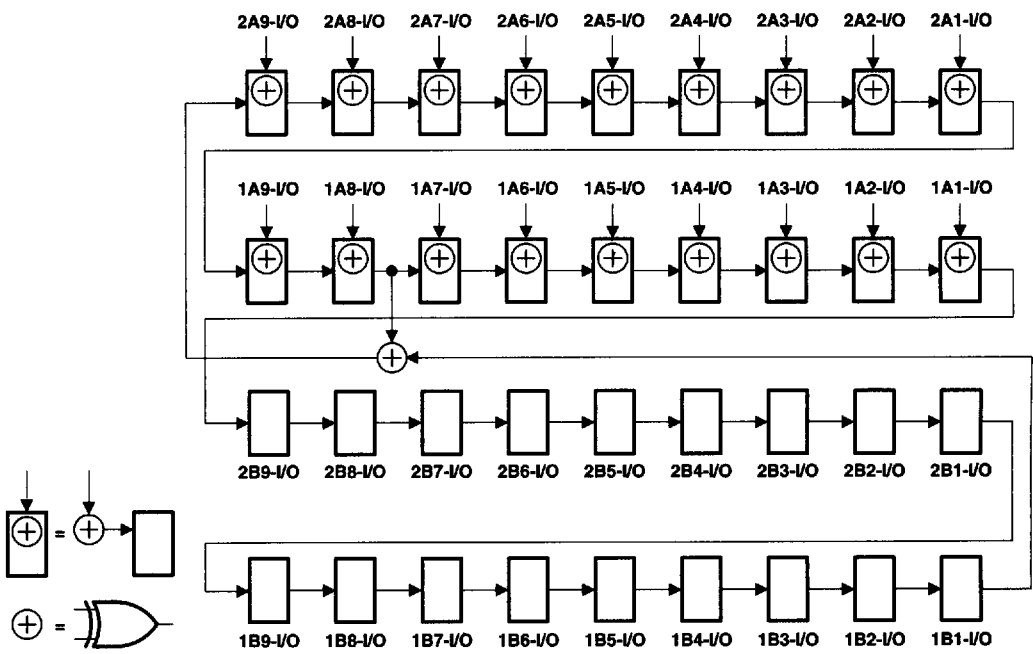 2A9-I/O 2A8-I/O 2A7-I/O 2A6-I/O 2A5-I/O 2A4-I/O 2A3-I/O 2A2-I/O 2A1-I/O
1A9-I/O 1A8-I/O 1A7-I/O 1A6-I/O 1A5-I/O 1A4-I/O 1A3-I/O 1A2-I/O 1A1-I/O
2B9-I/O 2B8-I/O 2B7-I/O 2B6-I/O 2B5-I/O 2B4-I/O 2B3-I/O 2B2-I/O 2B1-I/O
=
=
1B9-I/O 1B8-I/O 1B7-I/O 1B6-I/O 1B5-I/O 1B4-I/O 1B3-I/O 1B2-I/O 1B1-I/O